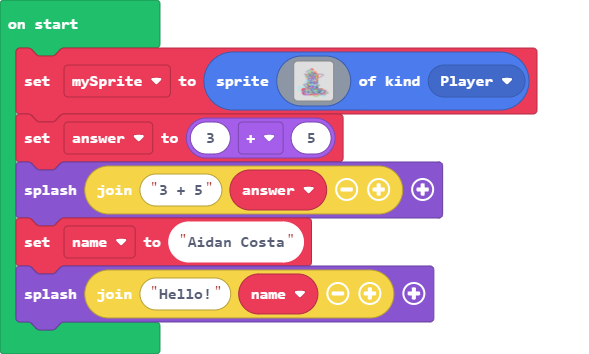 on start
set mySprite to sprite of kind Player
set answer to 3 + 5
splash join "3 + 5" answer
set name to "Aidan Costa"
splash join "Hello!" name